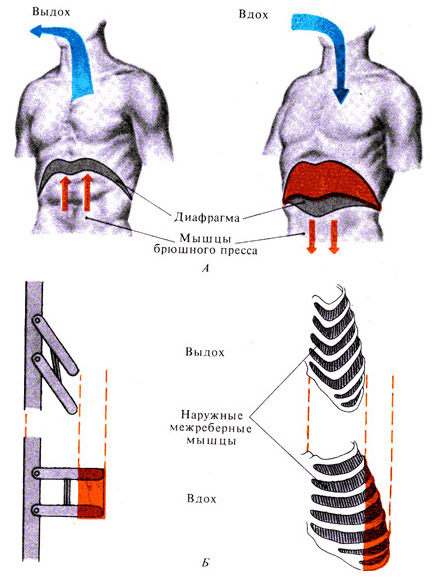 Выдох
Вдох
Диафрагма
Мышцы
брюшного пресса
А
Выдох
Наружные
межреберные
мышцы
Вдох
Б